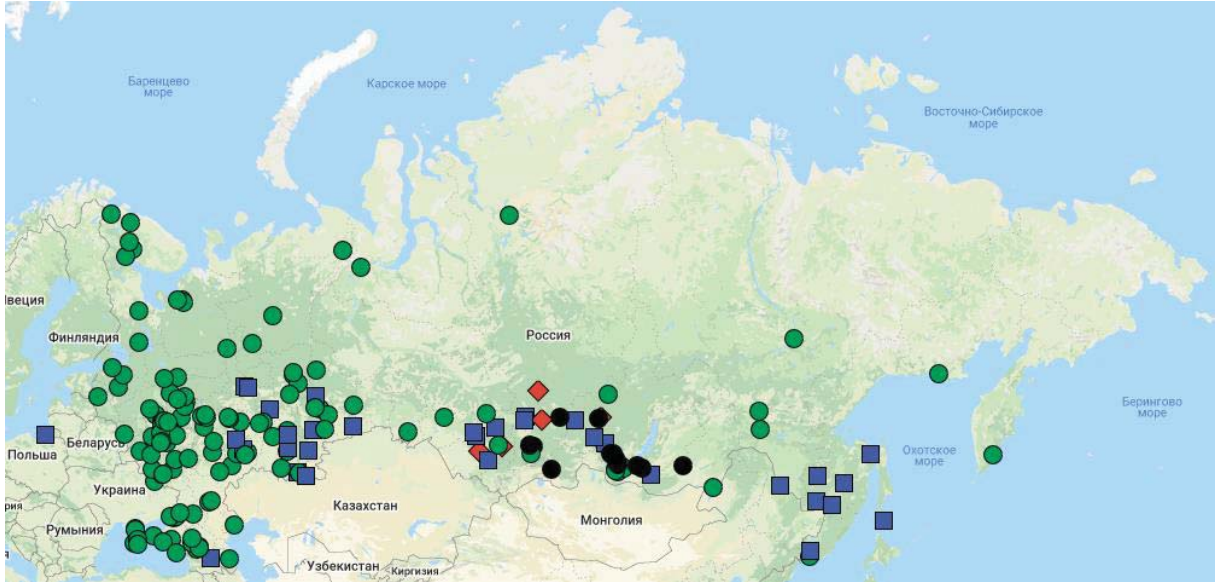 Баренцево
море
Карское море
Восточно-Сибирское
море
Швеция
Финляндия
Россия
Берингово
море
Охотское
море
Беларусь
Польша
Украина
Казахстан
Румыния
Монголия
Узбекистан
Киргизия